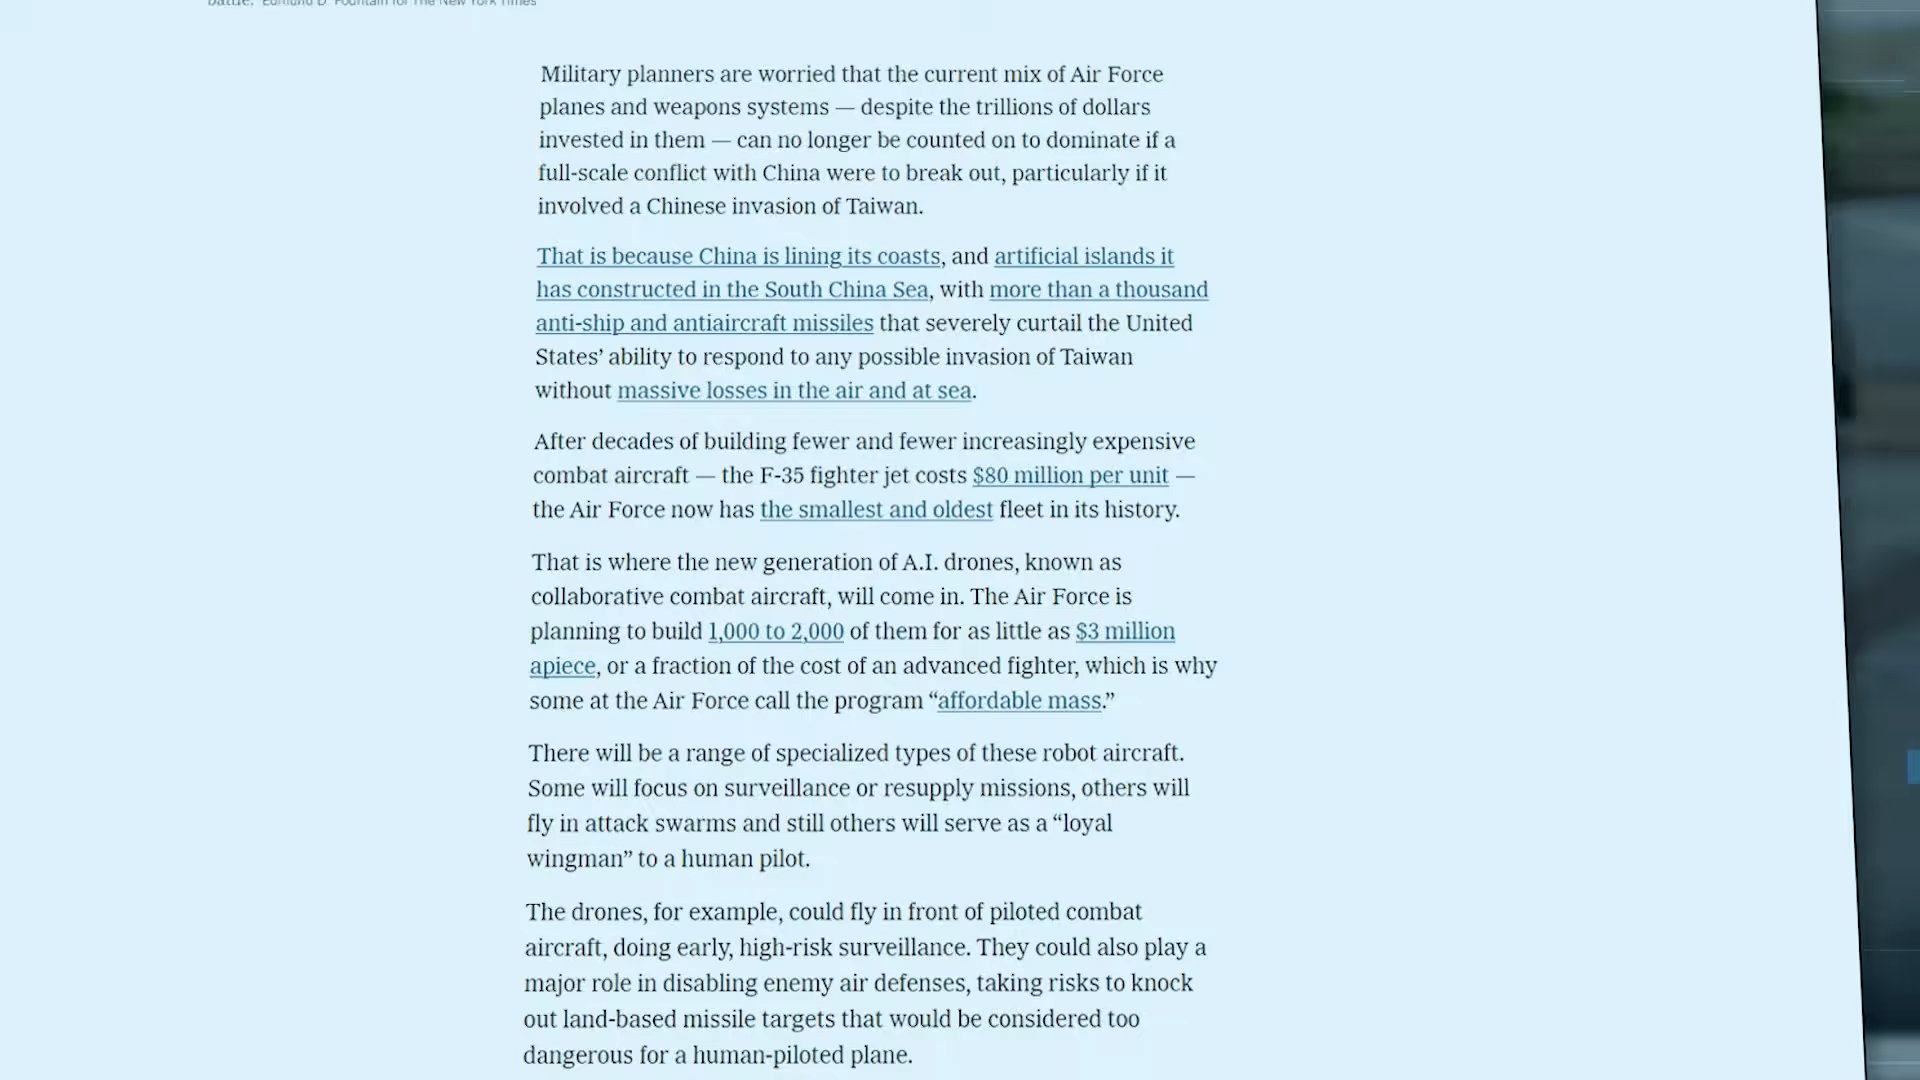 battle. Edmund D. Fountain for The New York Times
Military planners are worried that the current mix of Air Force
planes and weapons systems — despite the trillions of dollars
invested in them — can no longer be counted on to dominate if a
full-scale conflict with China were to break out, particularly if it
involved a Chinese invasion of Taiwan.
That is because China is lining its coasts, and artificial islands it
has constructed in the South China Sea, with more than a thousand
anti-ship and antiaircraft missiles that severely curtail the United
States’ ability to respond to any possible invasion of Taiwan
without massive losses in the air and at sea.
After decades of building fewer and fewer increasingly expensive
combat aircraft — the F-35 fighter jet costs $80 million per unit —
the Air Force now has the smallest and oldest fleet in its history.
That is where the new generation of A.I. drones, known as
collaborative combat aircraft, will come in. The Air Force is
planning to build 1,000 to 2,000 of them for as little as $3 million
apiece, or a fraction of the cost of an advanced fighter, which is why
some at the Air Force call the program “affordable mass.”
There will be a range of specialized types of these robot aircraft.
Some will focus on surveillance or resupply missions, others will
fly in attack swarms and still others will serve as a “loyal
wingman” to a human pilot.
The drones, for example, could fly in front of piloted combat
aircraft, doing early, high-risk surveillance. They could also play a
major role in disabling enemy air defenses, taking risks to knock
out land-based missile targets that would be considered too
dangerous for a human-piloted plane.